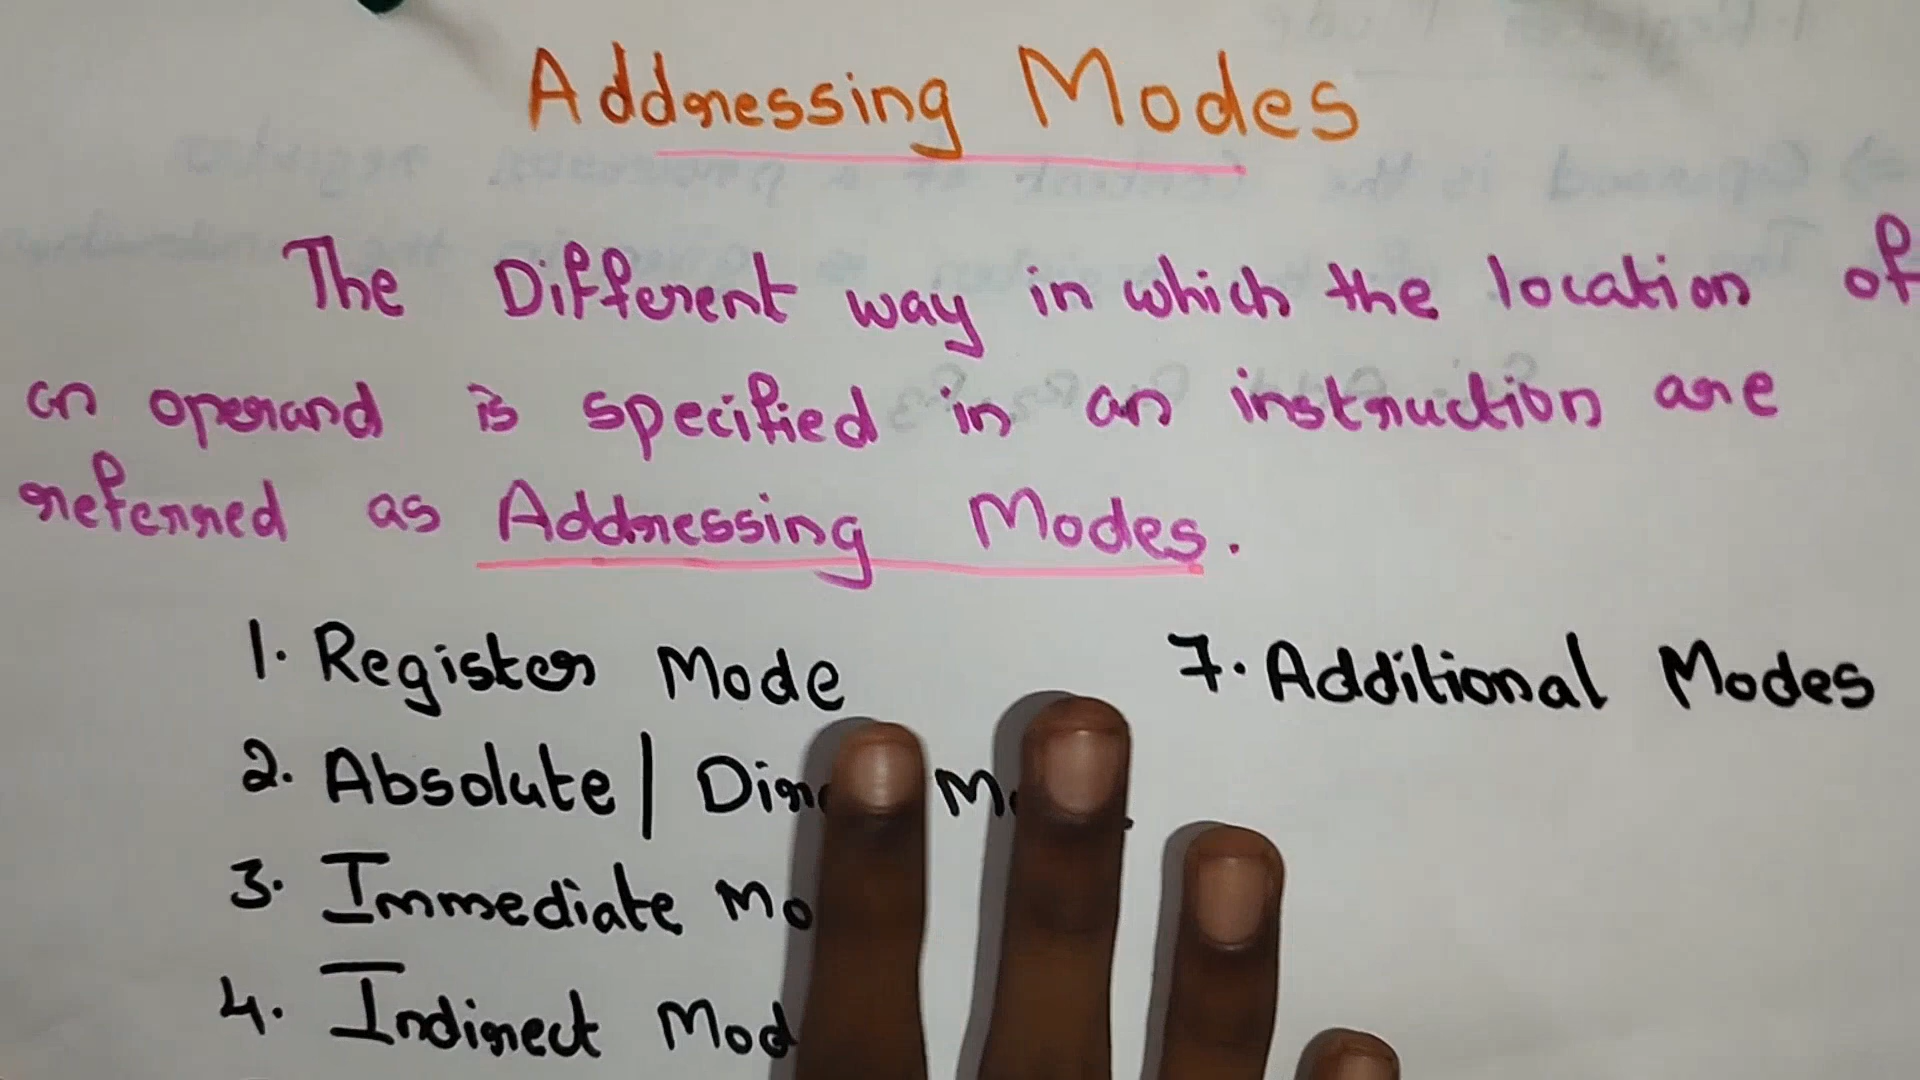 Addressing Modes
The Different way in which the location of
an operand is specified in an instruction are
referred as Addressing Modes.
1. Register Mode
7. Additional Modes
2. Absolute |
3. Immediate
4. Indirect